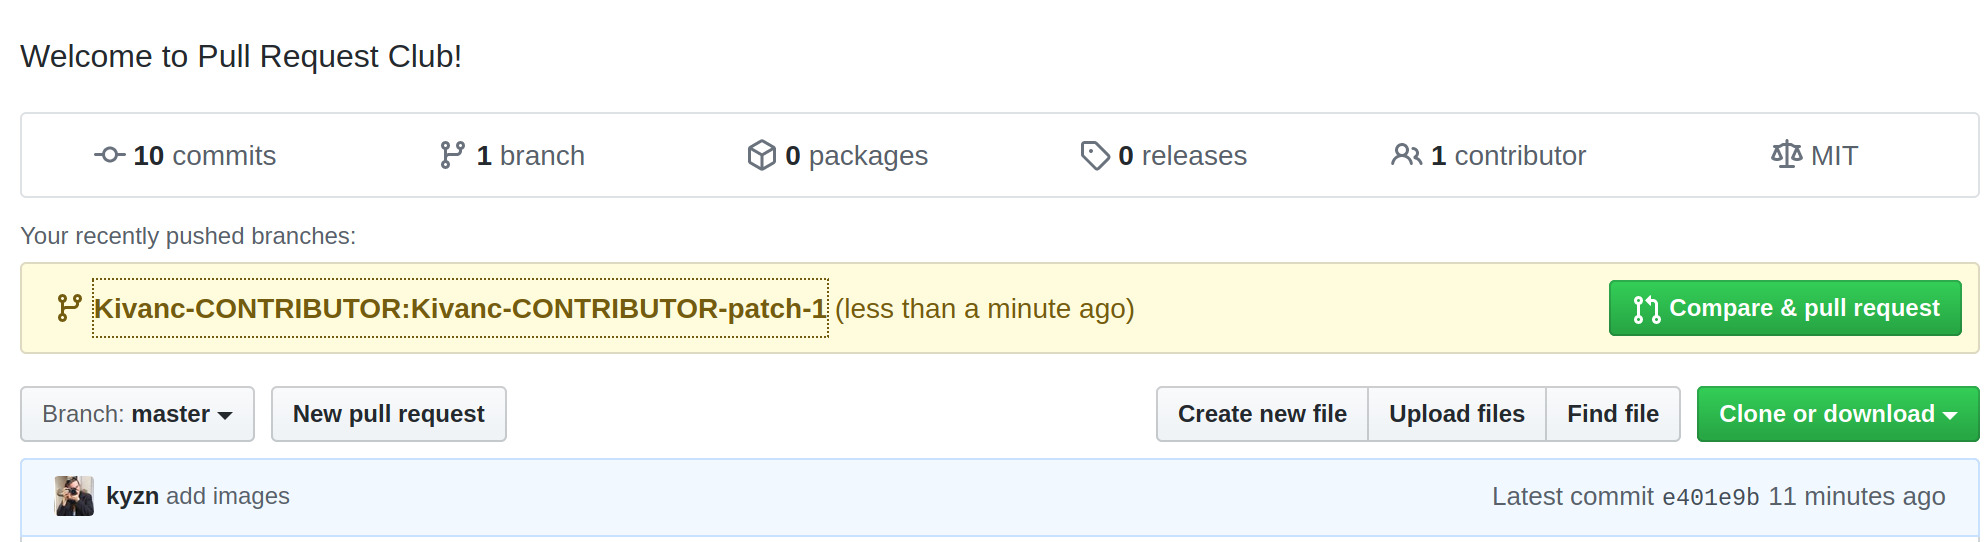 Welcome to Pull Request Club!
10 commits 1 branch 0 packages 0 releases 1 contributor MIT
Your recently pushed branches:
Kivanc-CONTRIBUTOR:Kivanc-CONTRIBUTOR-patch-1 (less than a minute ago) Compare & pull request
Branch: master New pull request Create new file Upload files Find file Clone or download
kyzn add images Latest commit e401e9b 11 minutes ago